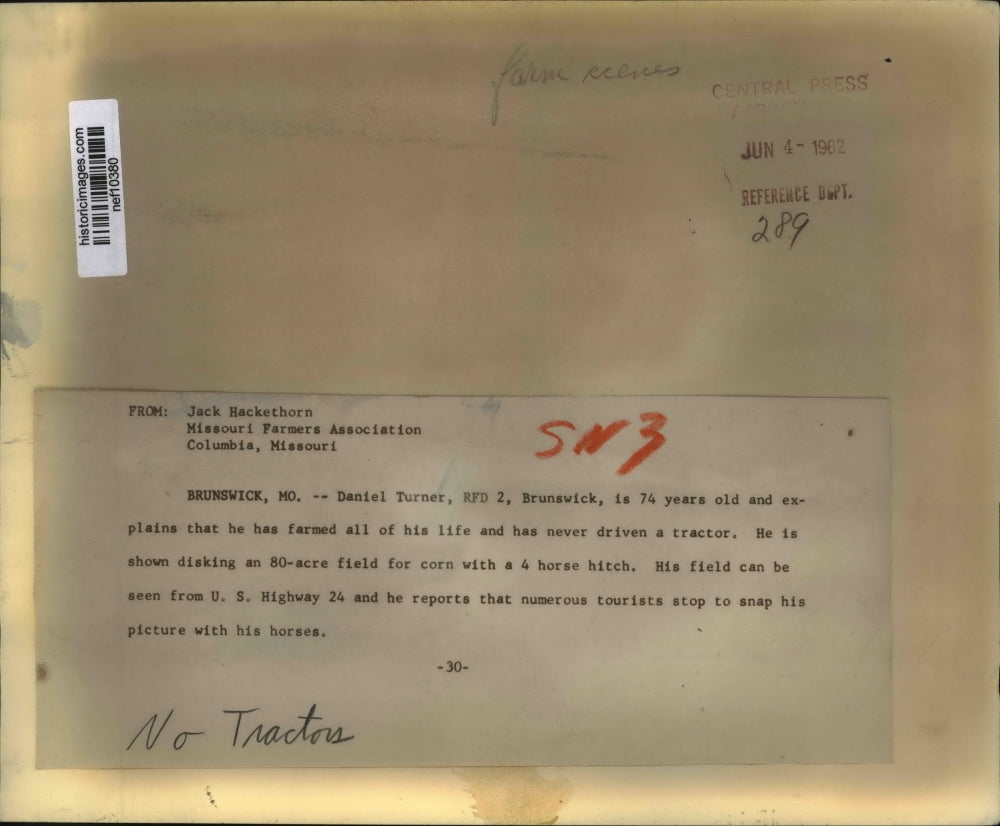 farm scenes
CENTRAL PRESS
JUN 4 - 1962
REFERENCE DEPT.
289
historicimages.com
nef10380
FROM: Jack Hackethorn
Missouri Farmers Association
Columbia, Missouri
SN3
BRUNSWICK, MO. -- Daniel Turner, RFD 2, Brunswick, is 74 years old and ex-
plains that he has farmed all of his life and has never driven a tractor. He is
shown disking an 80-acre field for corn with a 4 horse hitch. His field can be
seen from U. S. Highway 24 and he reports that numerous tourists stop to snap his
picture with his horses.
-30-
No Tractors